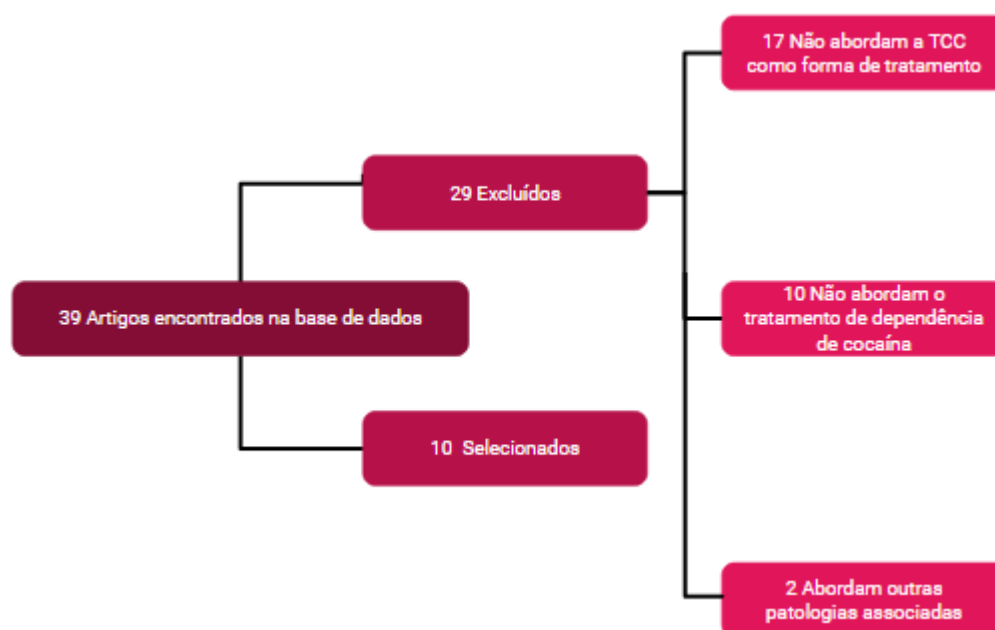 17 Não abordam a TCC
como forma de tratamento
29 Excluídos
39 Artigos encontrados na base de dados
10 Não abordam o
tratamento de dependência
de cocaína
10 Selecionados
2 Abordam outras
patologias associadas